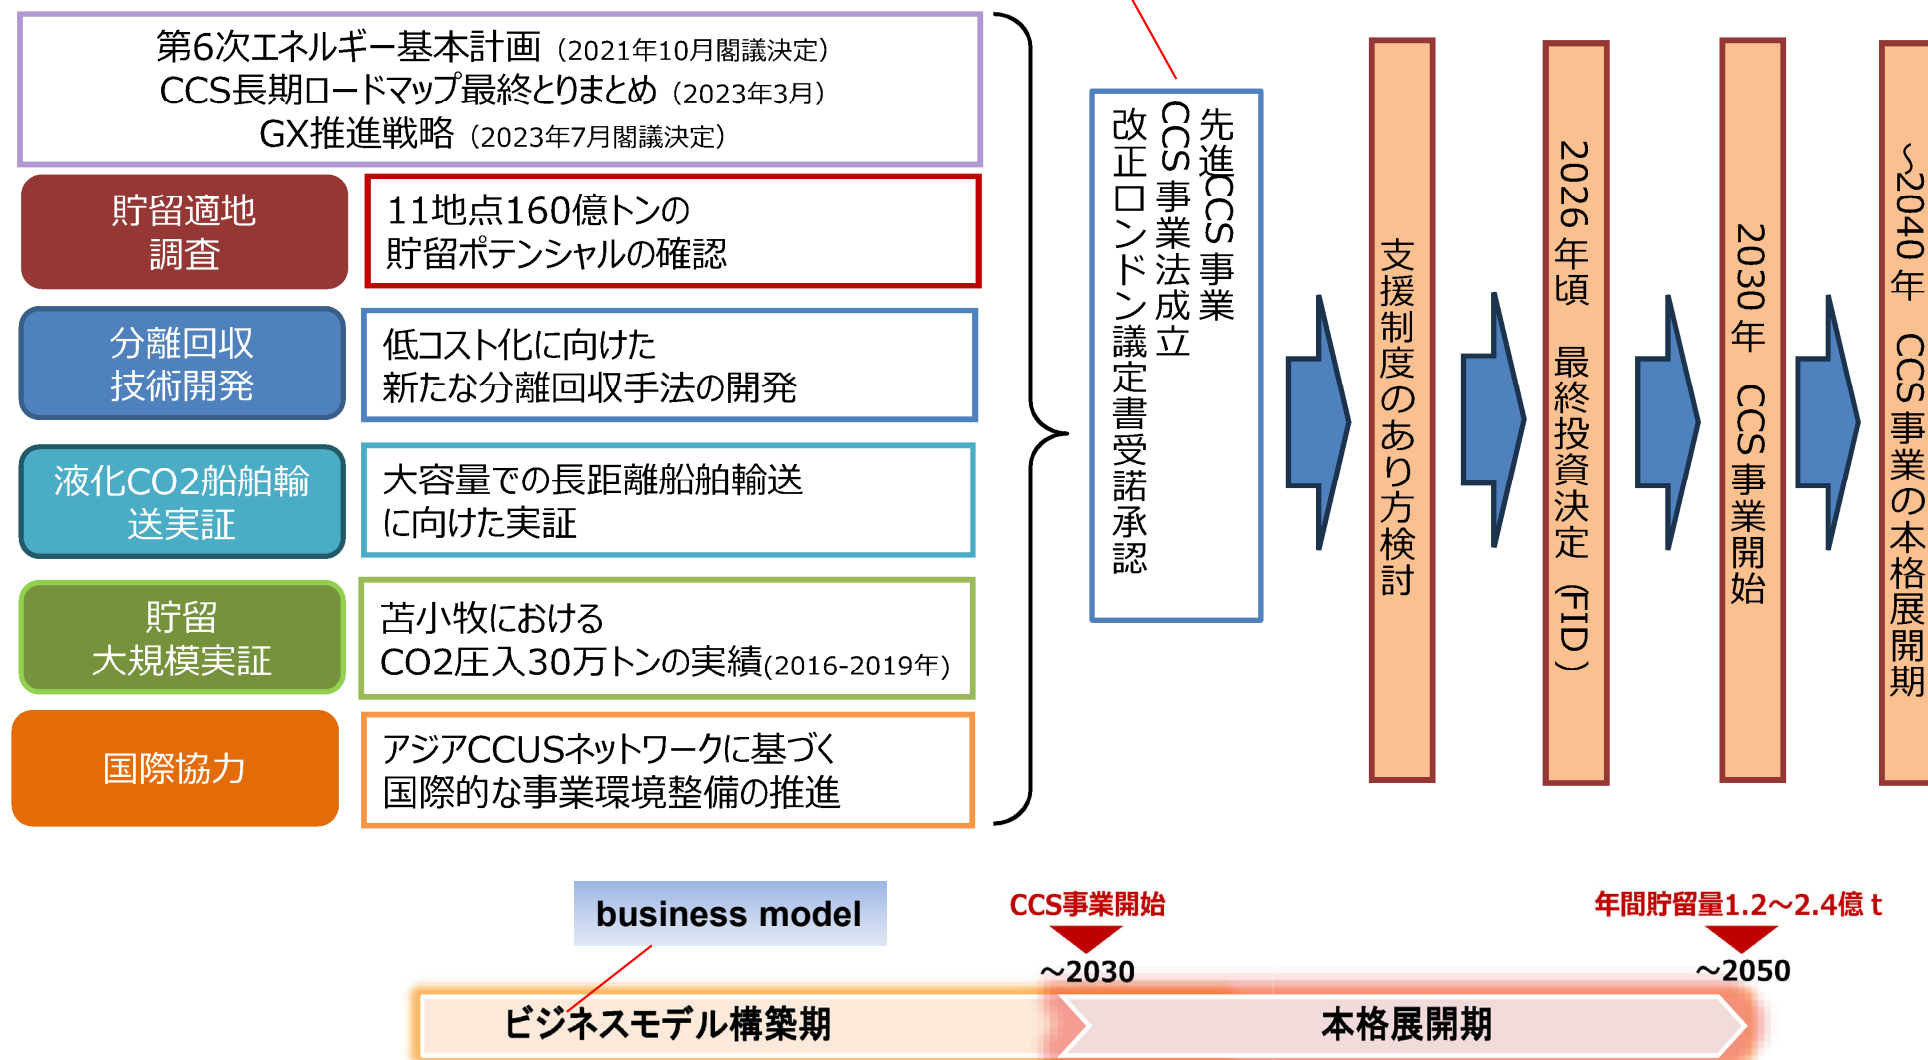 第6次エネルギー基本計画（2021年10月閣議決定）
CCS長期ロードマップ最終とりまとめ（2023年3月）
GX推進戦略（2023年7月閣議決定）
貯留適地
調査
11地点160億トンの
貯留ポテンシャルの確認
分離回収
技術開発
低コスト化に向けた
新たな分離回収手法の開発
液化CO2船舶輸
送実証
大容量での長距離船舶輸送
に向けた実証
貯留
大規模実証
苫小牧における
CO2圧入30万トンの実績(2016-2019年)
国際協力
アジアCCUSネットワークに基づく
国際的な事業環境整備の推進
先進CCS事業
CCS事業法成立
改正ロンドン議定書受諾承認
支援制度のあり方検討
2026年頃　最終投資決定（FID）
2030年　CCS事業開始
～2040年　CCS事業の本格展開期
business model
CCS事業開始
～2030
年間貯留量1.2～2.4億 t
～2050
ビジネスモデル構築期
本格展開期